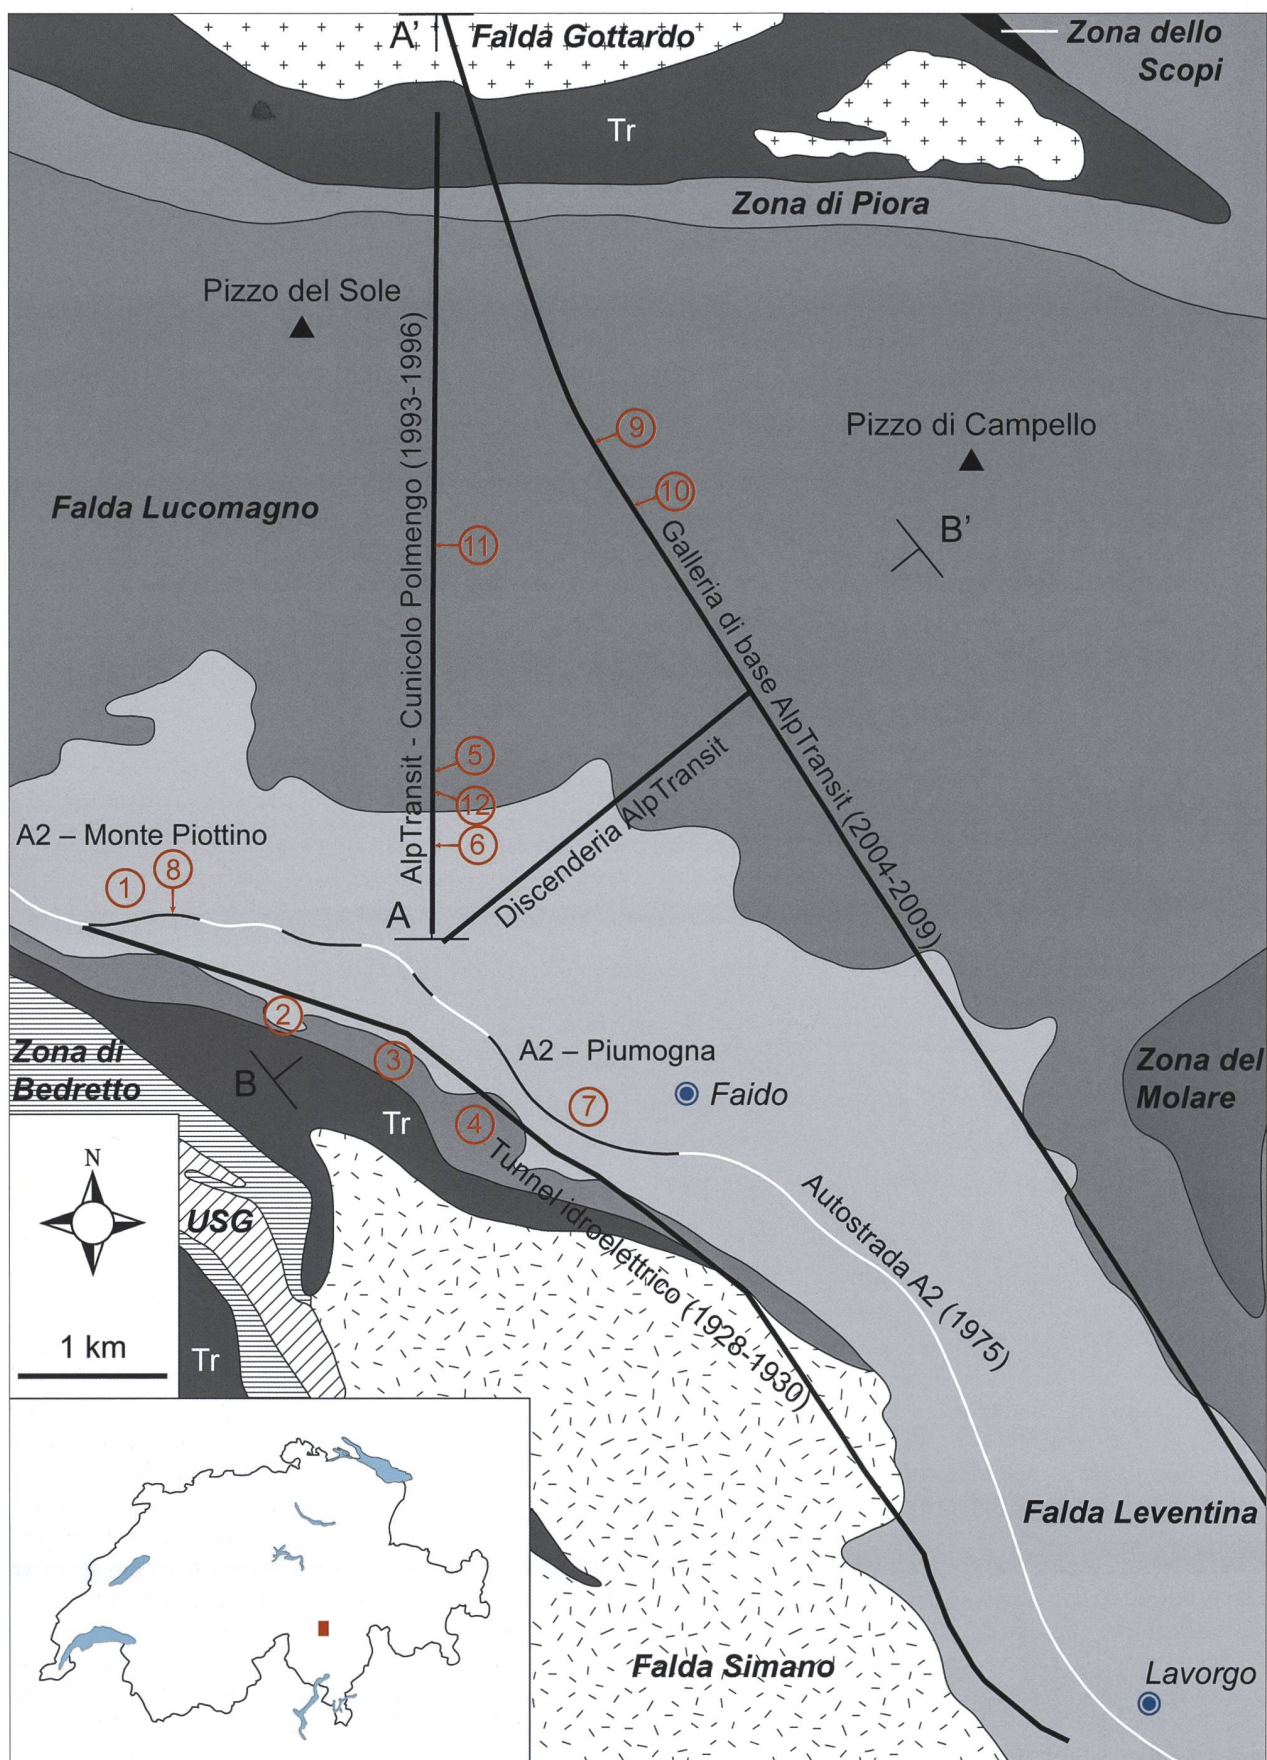 A’
Falda Gottardo
Zona dello
Scopi
Tr
Zona di Piora
Pizzo del Sole
Pizzo di Campello
9
10
Falda Lucomagno
B’
11
AlpTransit - Cunicolo Polmengo (1993-1996)
Galleria di base AlpTransit (2004-2009)
5
12
6
Discenderia AlpTransit
A2 – Monte Piottino
1
8
A
2
3
A2 – Piumogna
Faido
7
4
Zona di
Bedretto
B
Tr
Zona del
Molare
N
USG
Tunnel idroelettrico (1928-1930)
Autostrada A2 (1975)
1 km
Tr
Falda Leventina
Falda Simano
Lavorgo